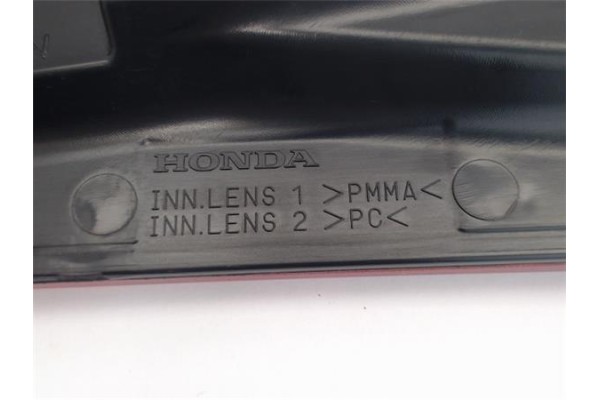 HONDA
INN.LENS 1 >PMMA<
INN.LENS 2 >PC<